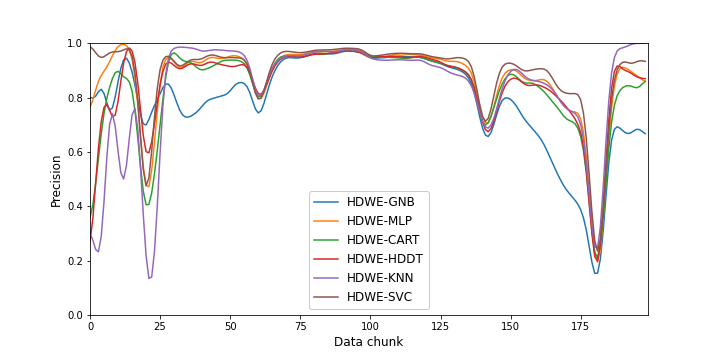 1.0
0.8
0.6
0.4
0.2
0.0
Precision
HDWE-GNB
HDWE-MLP
HDWE-CART
HDWE-HDDT
HDWE-KNN
HDWE-SVC
0 25 50 75 100 125 150 175
Data chunk